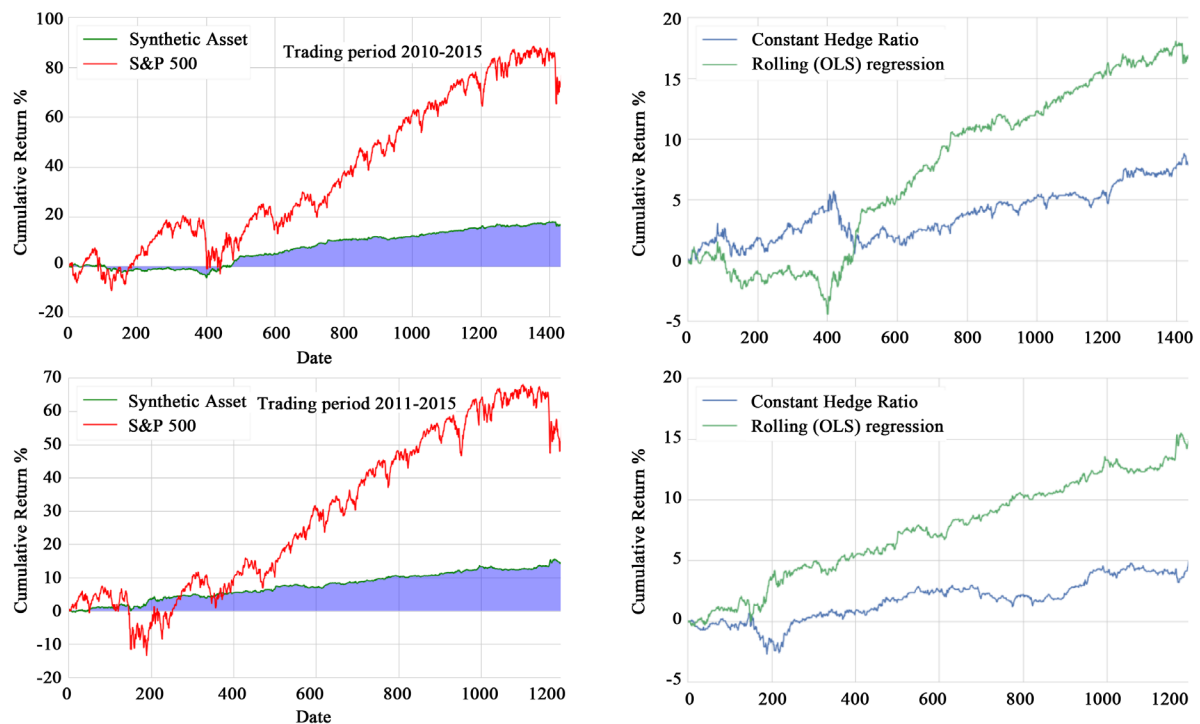 Cumulative Return %
100
80
60
40
20
0
-20
Synthetic Asset
S&P 500
Trading period 2010-2015
0 200 400 600 800 1000 1200 1400
Date
Cumulative Return %
20
15
10
5
0
-5
Constant Hedge Ratio
Rolling (OLS) regression
0 200 400 600 800 1000 1200 1400
Cumulative Return %
70
60
50
40
30
20
10
0
-10
-20
Synthetic Asset
S&P 500
Trading period 2011-2015
0 200 400 600 800 1000 1200
Date
Cumulative Return %
20
15
10
5
0
-5
Constant Hedge Ratio
Rolling (OLS) regression
0 200 400 600 800 1000 1200